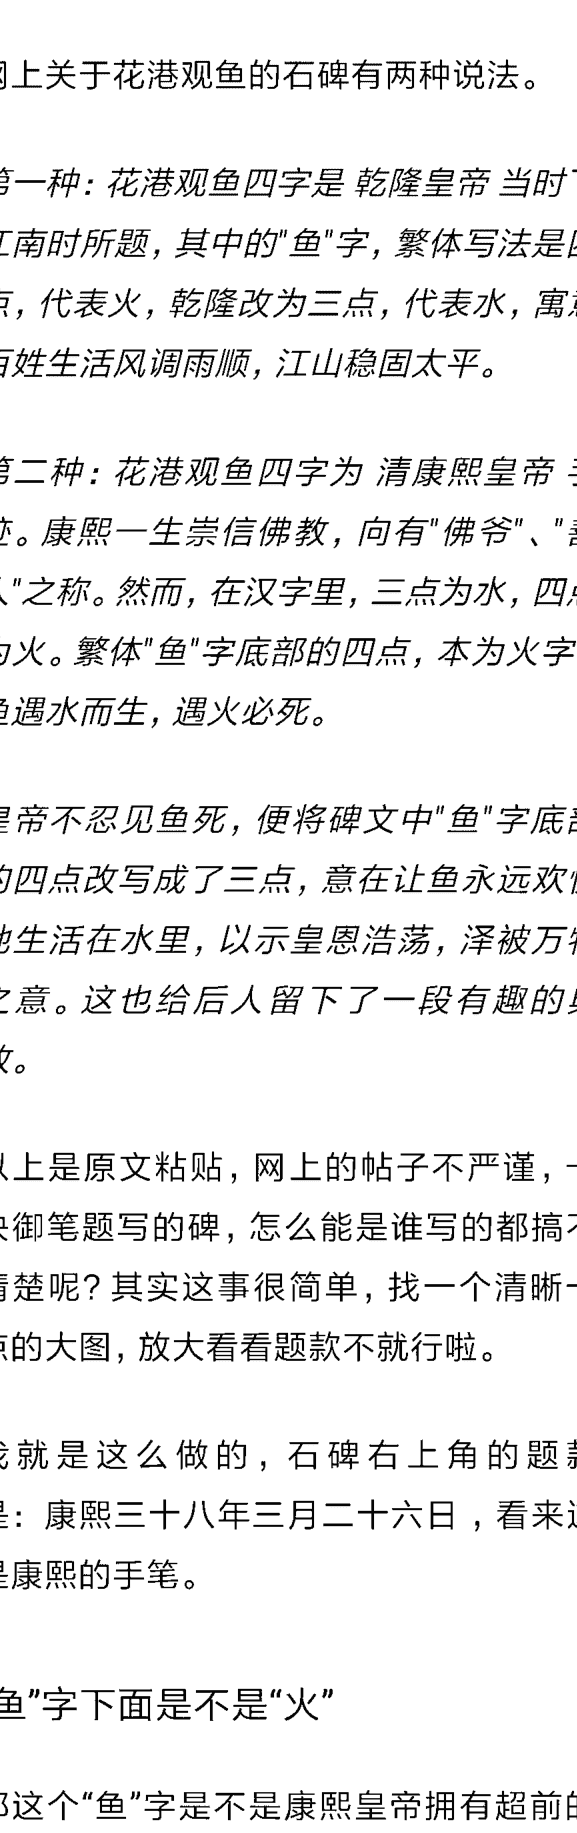 网上关于花港观鱼的石碑有两种说法。
第一种：花港观鱼四字是 乾隆皇帝 当时下
江南时所题，其中的"鱼"字，繁体写法是四
点，代表火，乾隆改为三点，代表水，寓意
百姓生活风调雨顺，江山稳固太平。
第二种：花港观鱼四字为 清康熙皇帝 手
迹。康熙一生崇信佛教，向有"佛爷"、"善
人"之称。然而，在汉字里，三点为水，四点
为火。繁体"鱼"字底部的四点，本为火字
鱼遇水而生，遇火必死。
皇帝不忍见鱼死，便将碑文中"鱼"字底部
的四点改写成了三点，意在让鱼永远欢快
地生活在水里，以示皇恩浩荡，泽被万物
之意。这也给后人留下了一段有趣的典
故。
以上是原文粘贴，网上的帖子不严谨，一
块御笔题写的碑，怎么能是谁写的都搞不
清楚呢？其实这事很简单，找一个清晰一
点的大图，放大看看题款不就行啦。
我就是这么做的，石碑右上角的题款
是：康熙三十八年三月二十六日，看来这
是康熙的手笔。
鱼”字下面是不是“火”
那这个“鱼”字是不是康熙皇帝拥有超前的